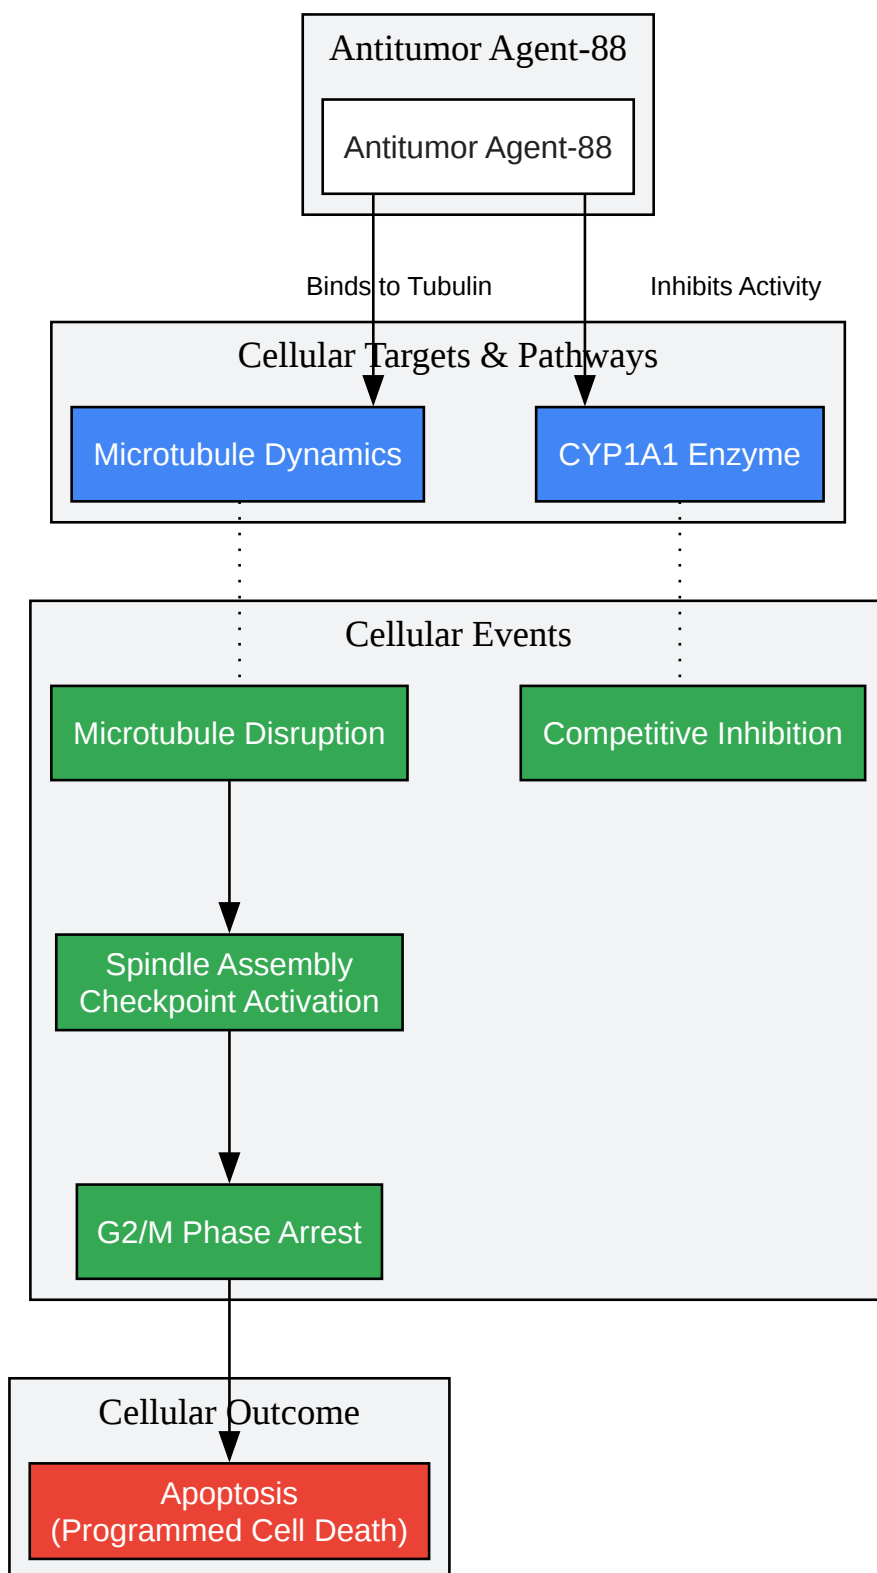 Antitumor Agent-88
Antitumor Agent-88
Binds to Tubulin
Inhibits Activity
Cellular Targets & Pathways
Microtubule Dynamics
CYP1A1 Enzyme
Cellular Events
Microtubule Disruption
Competitive Inhibition
Spindle Assembly
Checkpoint Activation
G2/M Phase Arrest
Cellular Outcome
Apoptosis
(Programmed Cell Death)